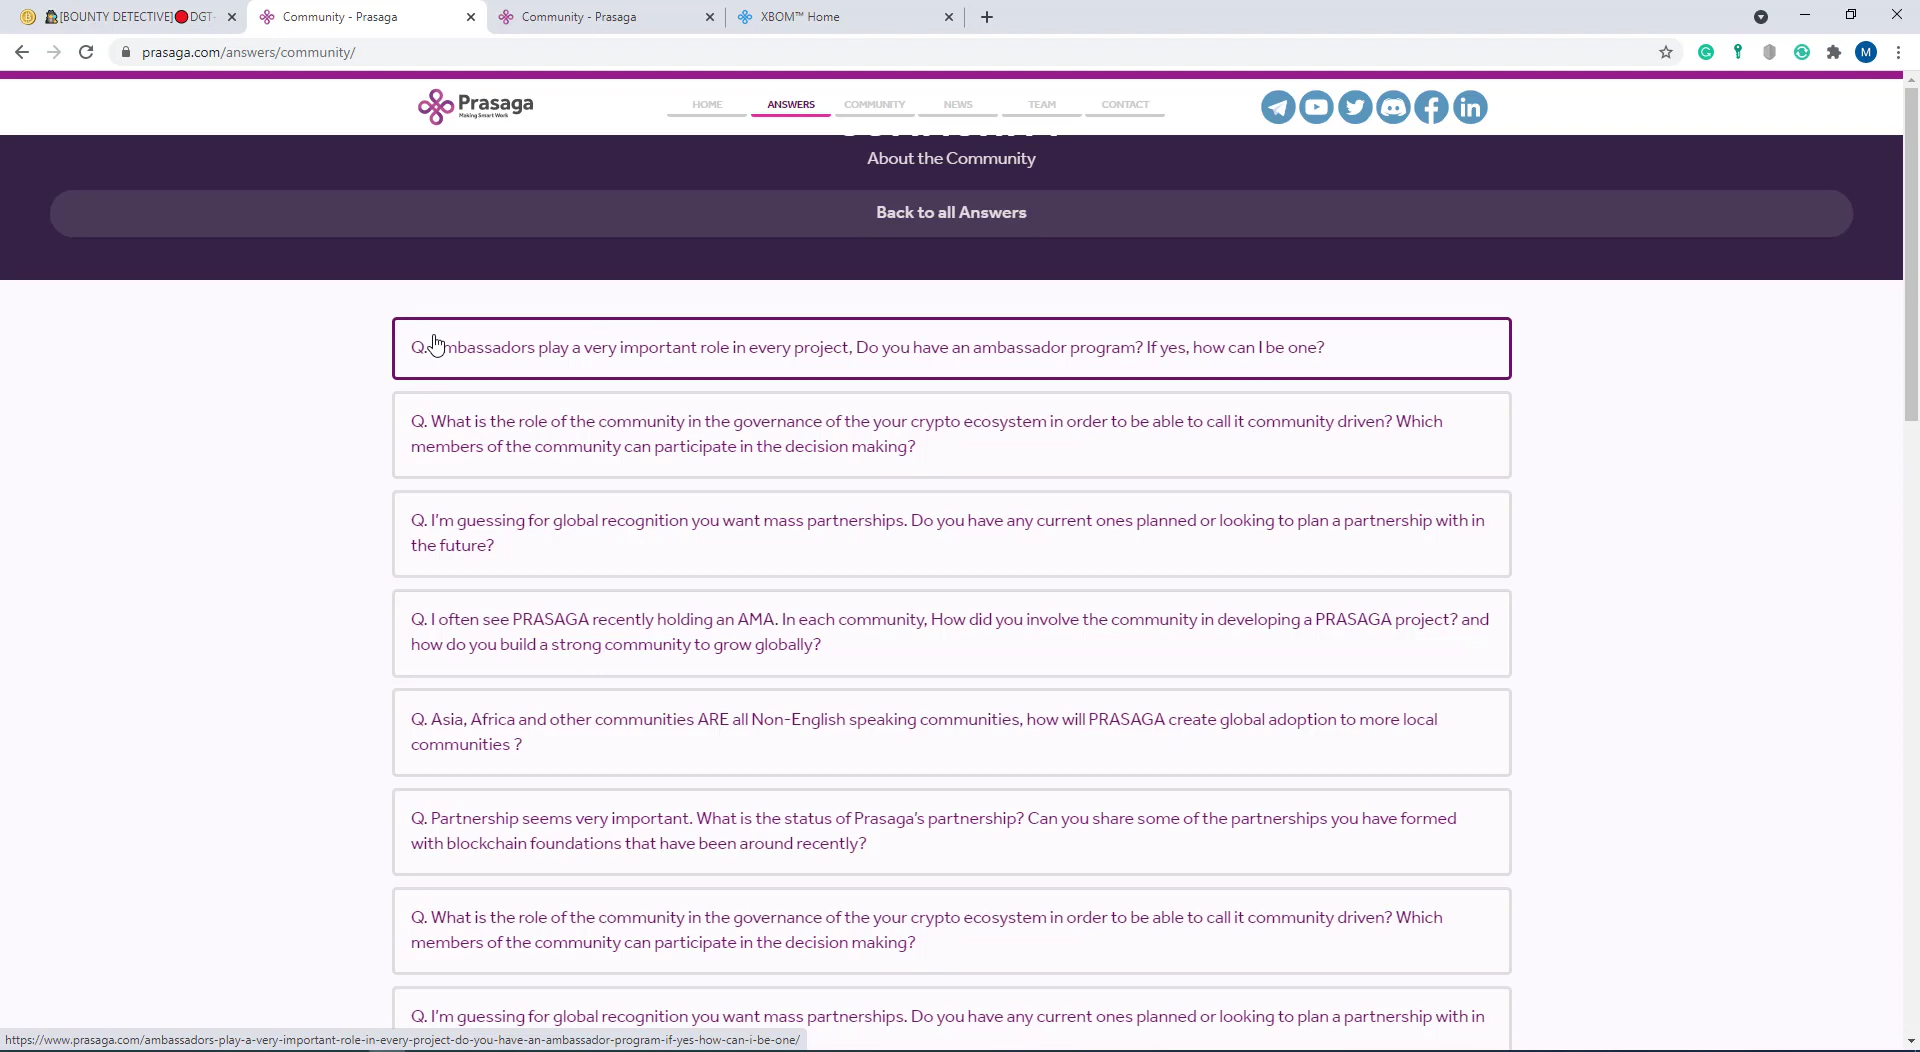 [BOUNTY DETECTIVE]🔴DGT-
Community - Prasaga
Community - Prasaga
XBOM™ Home
prasaga.com/answers/community/
M
Prasaga
Making Smart Work
HOME
ANSWERS
COMMUNITY
NEWS
TEAM
CONTACT
About the Community
Back to all Answers
Q. Ambassadors play a very important role in every project, Do you have an ambassador program? If yes, how can I be one?
Q. What is the role of the community in the governance of the your crypto ecosystem in order to be able to call it community driven? Which
members of the community can participate in the decision making?
Q. I'm guessing for global recognition you want mass partnerships. Do you have any current ones planned or looking to plan a partnership with in
the future?
Q. I often see PRASAGA recently holding an AMA. In each community, How did you involve the community in developing a PRASAGA project? and
how do you build a strong community to grow globally?
Q. Asia, Africa and other communities ARE all Non-English speaking communities, how will PRASAGA create global adoption to more local
communities ?
Q. Partnership seems very important. What is the status of Prasaga's partnership? Can you share some of the partnerships you have formed
with blockchain foundations that have been around recently?
Q. What is the role of the community in the governance of the your crypto ecosystem in order to be able to call it community driven? Which
members of the community can participate in the decision making?
Q. I'm guessing for global recognition you want mass partnerships. Do you have any current ones planned or looking to plan a partnership with in
https://www.prasaga.com/ambassadors-play-a-very-important-role-in-every-project-do-you-have-an-ambassador-program-if-yes-how-can-i-be-one/